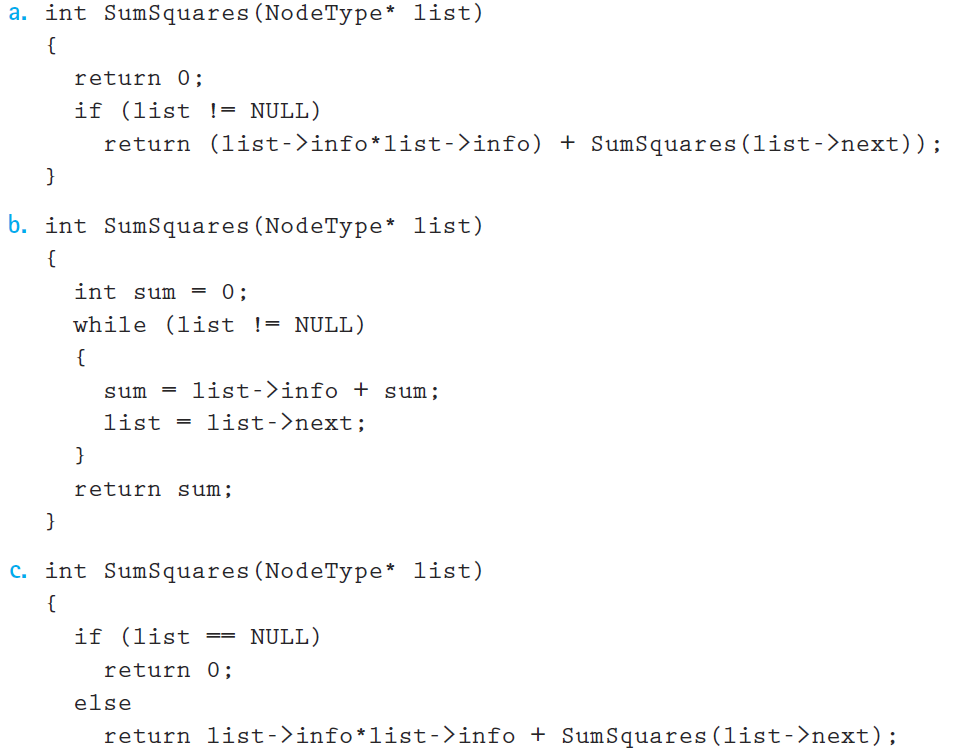 a. int SumSquares(NodeType* list)
{
return 0;
if (list != NULL)
return (list->info*list->info) + SumSquares(list->next));
}
b. int SumSquares(NodeType* list)
{
int sum = 0;
while (list != NULL)
{
sum = list->info + sum;
list = list->next;
}
return sum;
}
c. int SumSquares(NodeType* list)
{
if (list == NULL)
return 0;
else
return list->info*list->info + SumSquares(list->next);